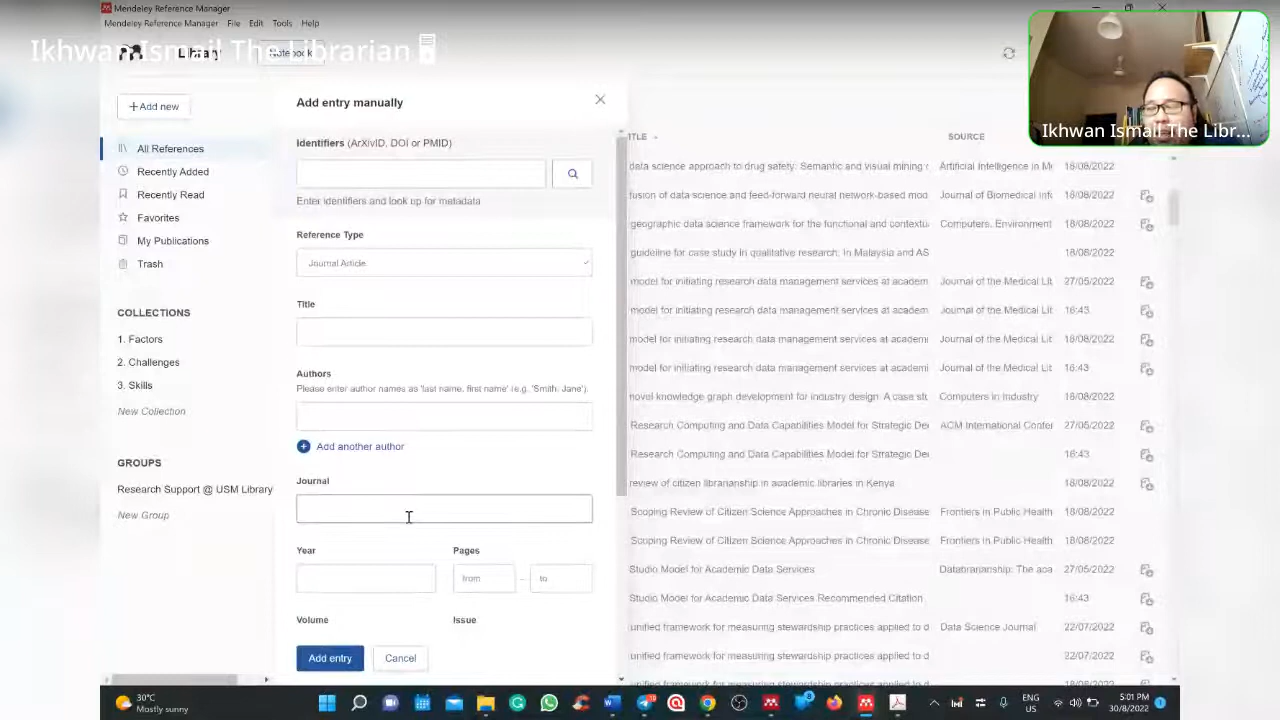 Mendeley Reference Manager
Mendeley Reference Manager File Edit Tools Help
Ikhwan Ismail The Librarian
Library
Notebook
Ikhwan Ismail The Libr...
+ Add new
All References
Recently Added
Recently Read
Favorites
My Publications
Trash
COLLECTIONS
1. Factors
2. Challenges
3. Skills
New Collection
GROUPS
Research Support @ USM Library
New Group
Add entry manually
Identifiers (ArXivID, DOI or PMID)
Enter identifiers and look up for metadata
Reference Type
Journal Article
Title
Authors
Please enter author names as 'last name, first name' (e.g. 'Smith, Jane').
Add another author
Journal
Year Pages
from - to
Volume Issue
Add entry Cancel
TITLE SOURCE
data science approach to drug safety: Semantic and visual mining Artificial Intelligence in M 18/08/2022
fusion of data science and feed-forward neural network-based mod Journal of Biomedical Inf 18/08/2022
geographic data science framework for the functional and contextu Computers, Environment 18/08/2022
guideline for case study in qualitative research: In Malaysia and AS 18/08/2022
model for initiating research data management services at academ Journal of the Medical Lit 27/05/2022
model for initiating research data management services at academ Journal of the Medical Lit 16:43
model for initiating research data management services at academi Journal of the Medical Lit 18/08/2022
model for initiating research data management services at academi Journal of the Medical Lit 16:43
novel knowledge graph development for industry design: A case stu Computers in Industry 18/08/2022
Research Computing and Data Capabilities Model for Strategic Dec ACM International Confer 27/05/2022
Research Computing and Data Capabilities Model for Strategic Dec 16:43
review of citizen librarianship in academic libraries in Kenya 18/08/2022
Scoping Review of Citizen Science Approaches in Chronic Disease Frontiers in Public Health 18/08/2022
Scoping Review of Citizen Science Approaches in Chronic Disease Frontiers in Public Health 18/08/2022
Studio Model for Academic Data Services Databrarianship: The aca 27/05/2022
Studio Model for Academic Data Services Recommended Citation 16:43
unified framework for measuring stewardship practices applied to d Data Science Journal 22/07/2022
unified framework for measuring stewardship practices applied to d 22/07/2022
30°C
Mostly sunny
ENG
US
5:01 PM
30/8/2022